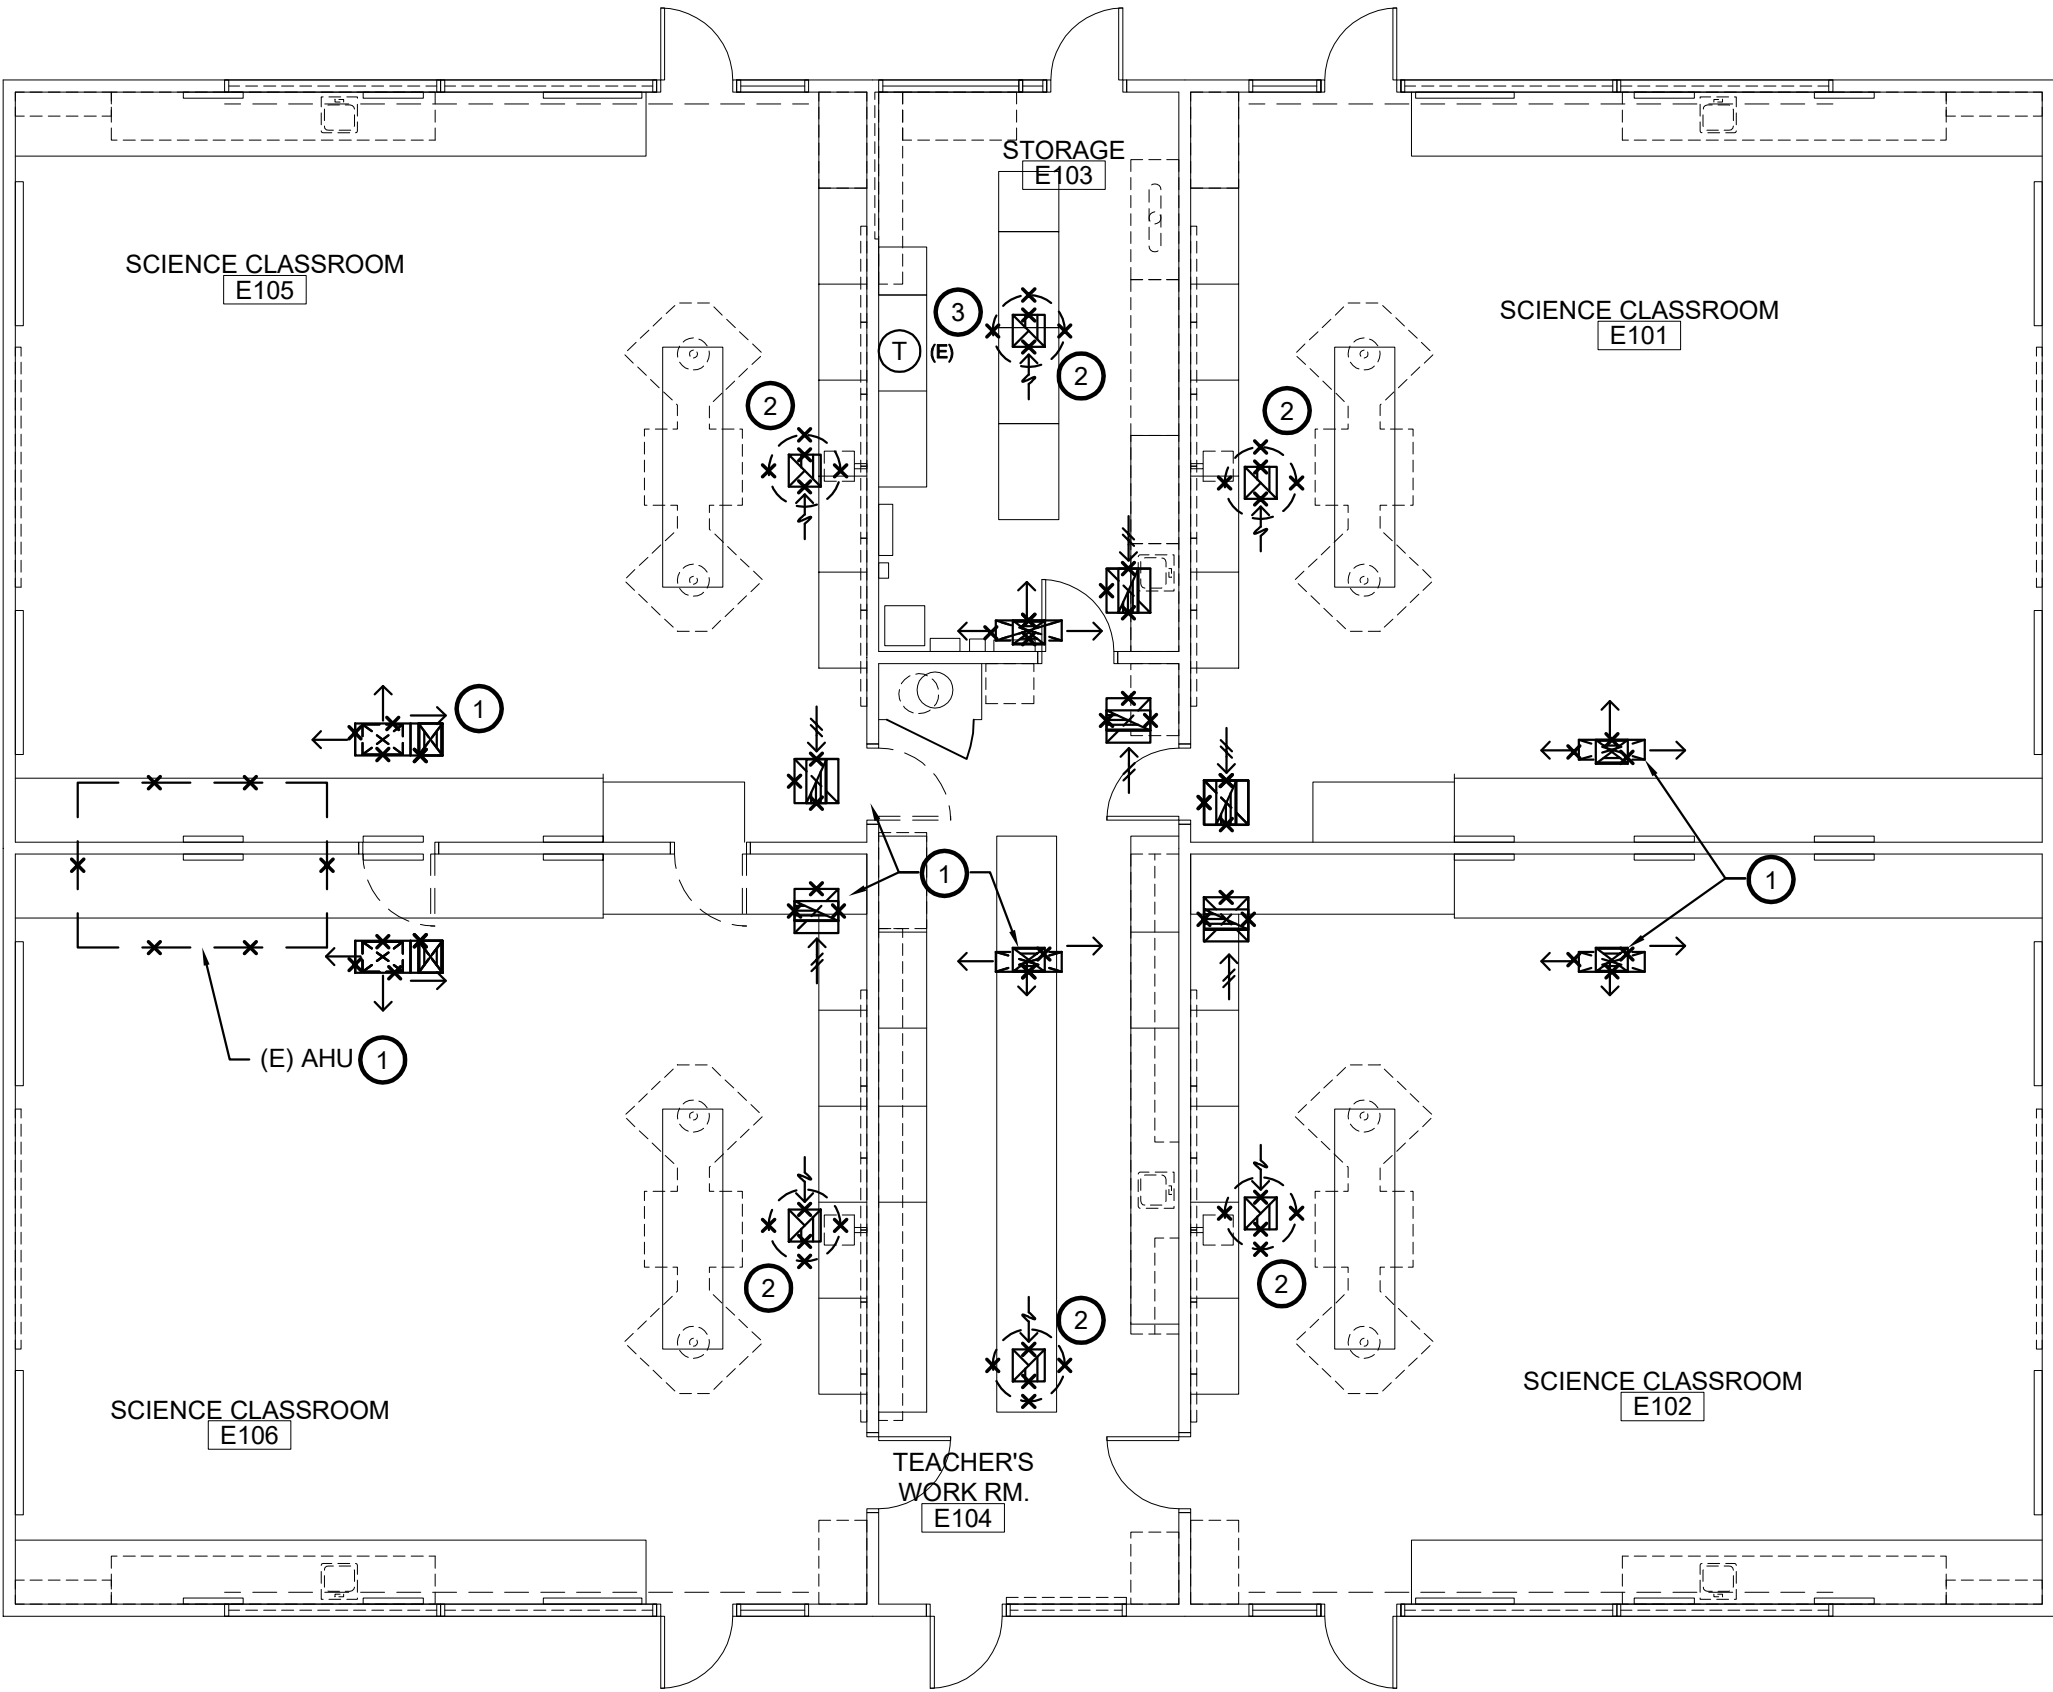 STORAGE
E103
SCIENCE CLASSROOM
E105
SCIENCE CLASSROOM
E101
3
T
(E)
2
2
2
1
1
1
(E) AHU
1
2
2
2
SCIENCE CLASSROOM
E102
SCIENCE CLASSROOM
E106
TEACHER'S
WORK RM.
E104